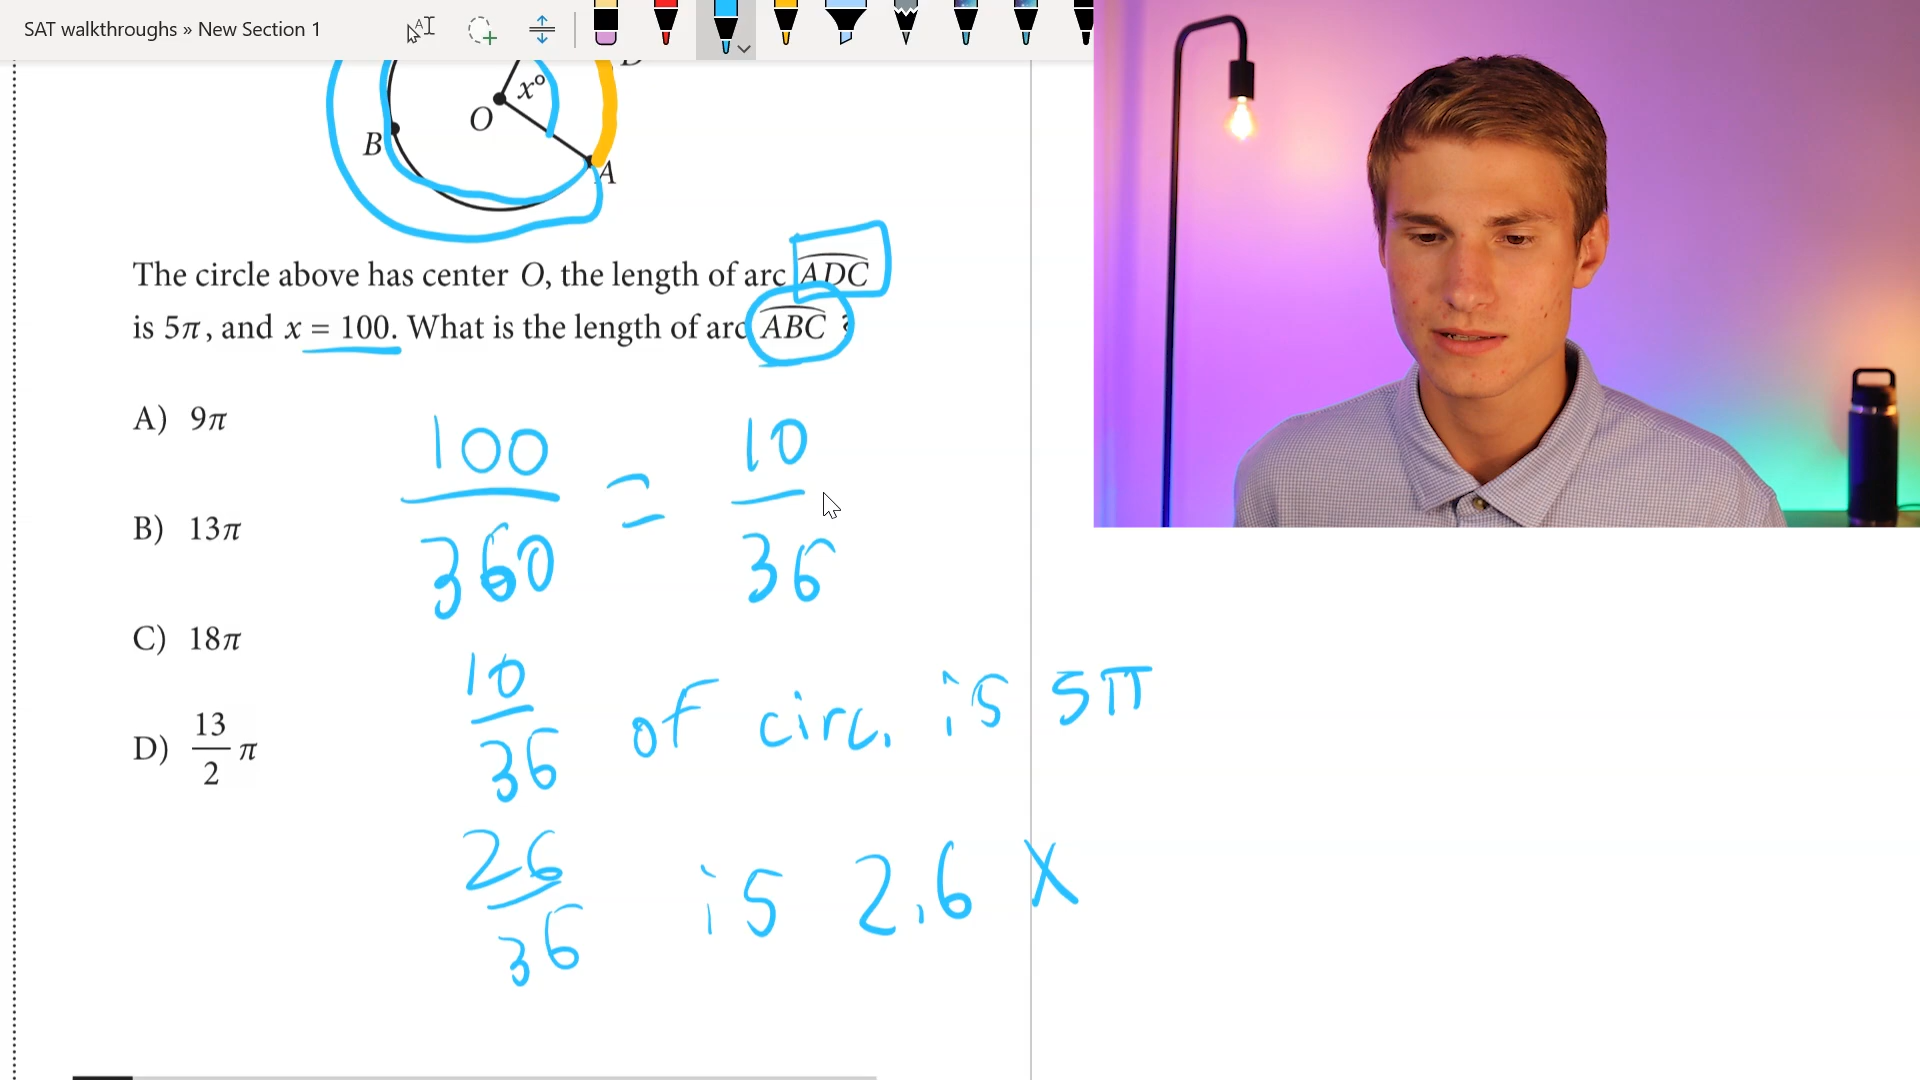 SAT walkthroughs » New Section 1
x°
O
B
A
The circle above has center O, the length of arc ADC
is 5π, and x = 100. What is the length of arc ABC ?
A) 9π
B) 13π
C) 18π
D) 13/2 π
100/360 = 10/36
10/36 of circ. is 5π
26/36 is 2.6 x